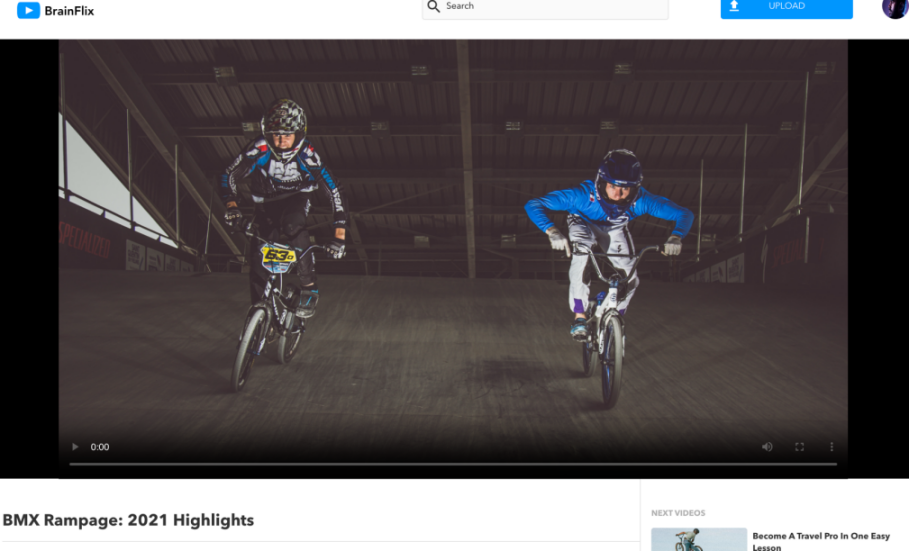 BrainFlix
Search
UPLOAD
SPECIALIZED
63
0:00
BMX Rampage: 2021 Highlights
NEXT VIDEOS
Become A Travel Pro In One Easy
Lesson